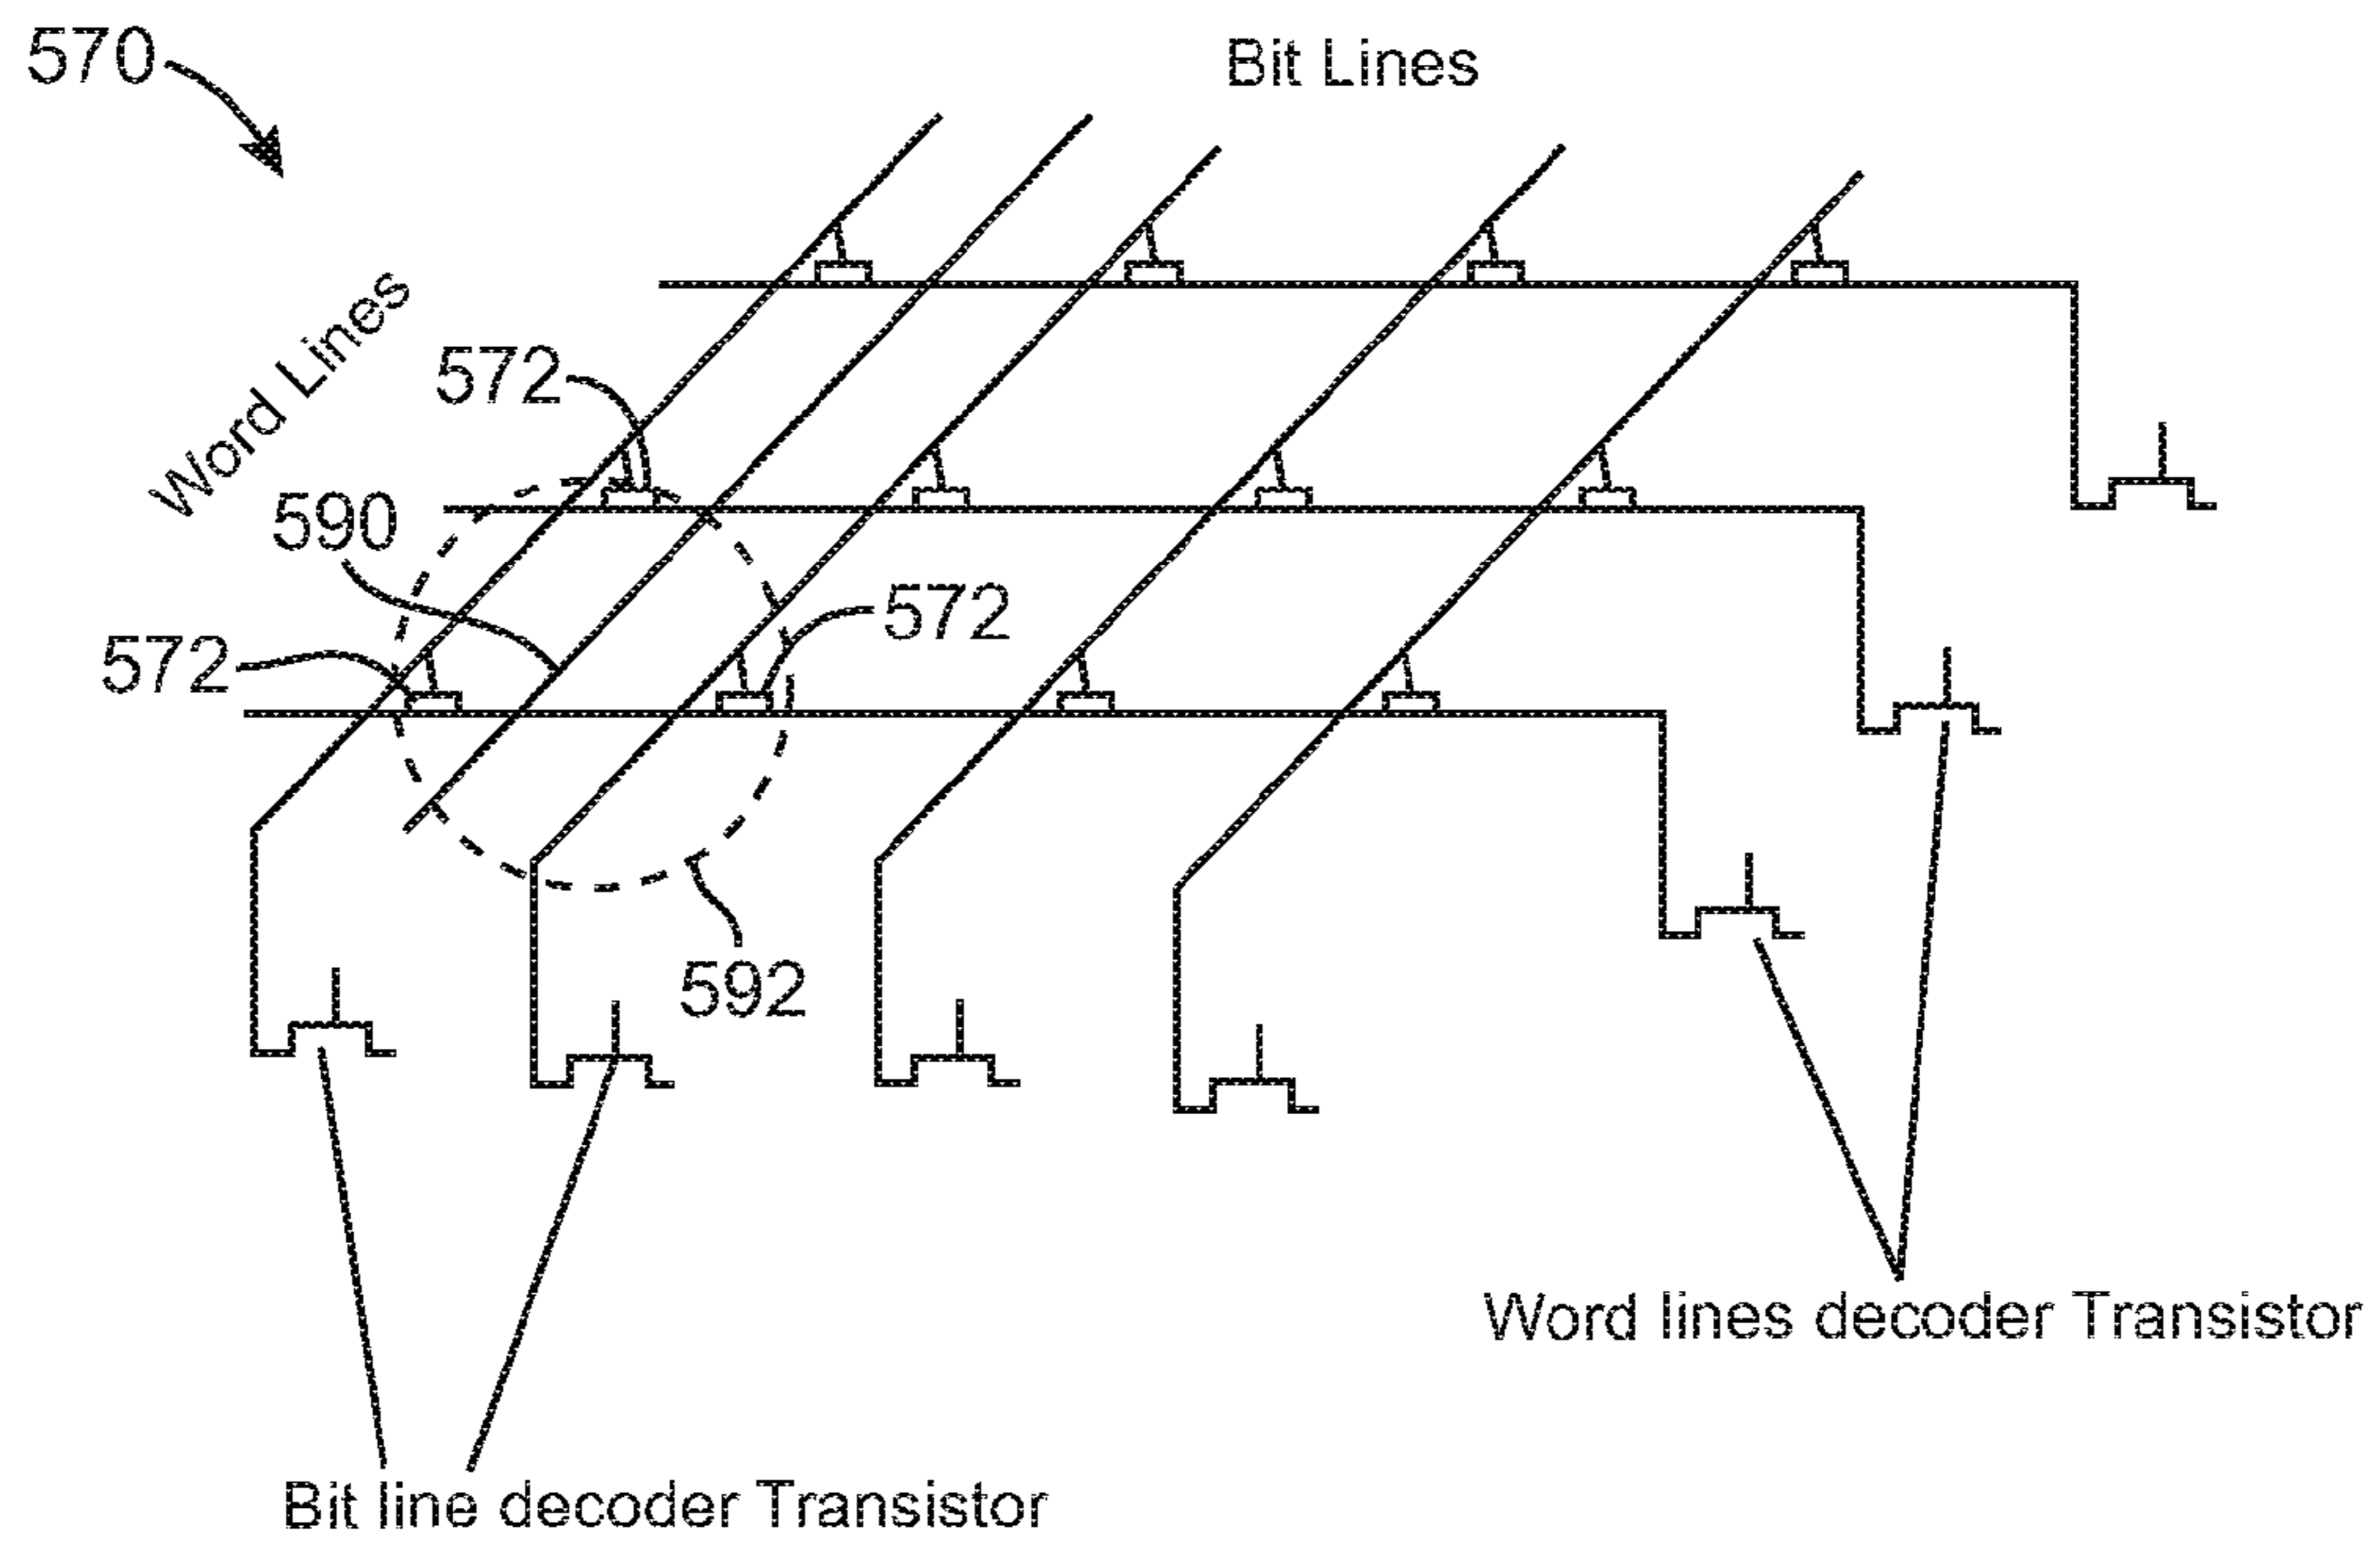 570
Bit Lines
Word Lines
572
590
572
572
592
Word lines decoder Transistor
Bit line decoder Transistor